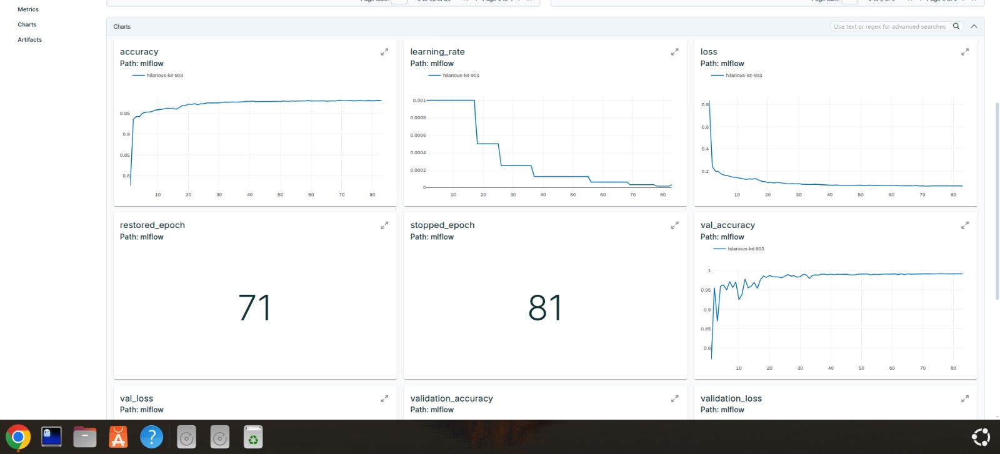 Metrics
Charts
Artifacts
Charts
Use text or regex for advanced searches
accuracy
Path: mlflow
hilarious-kit-903
0.95
0.9
0.85
0.8
10 20 30 40 50 60 70 80
learning_rate
Path: mlflow
hilarious-kit-903
0.001
0.0008
0.0006
0.0004
0.0002
0
10 20 30 40 50 60 70 80
loss
Path: mlflow
hilarious-kit-903
0.8
0.6
0.4
0.2
10 20 30 40 50 60 70 80
restored_epoch
Path: mlflow
71
stopped_epoch
Path: mlflow
81
val_accuracy
Path: mlflow
hilarious-kit-903
1
0.95
0.9
0.85
0.8
10 20 30 40 50 60 70 80
val_loss
Path: mlflow
validation_accuracy
Path: mlflow
validation_loss
Path: mlflow